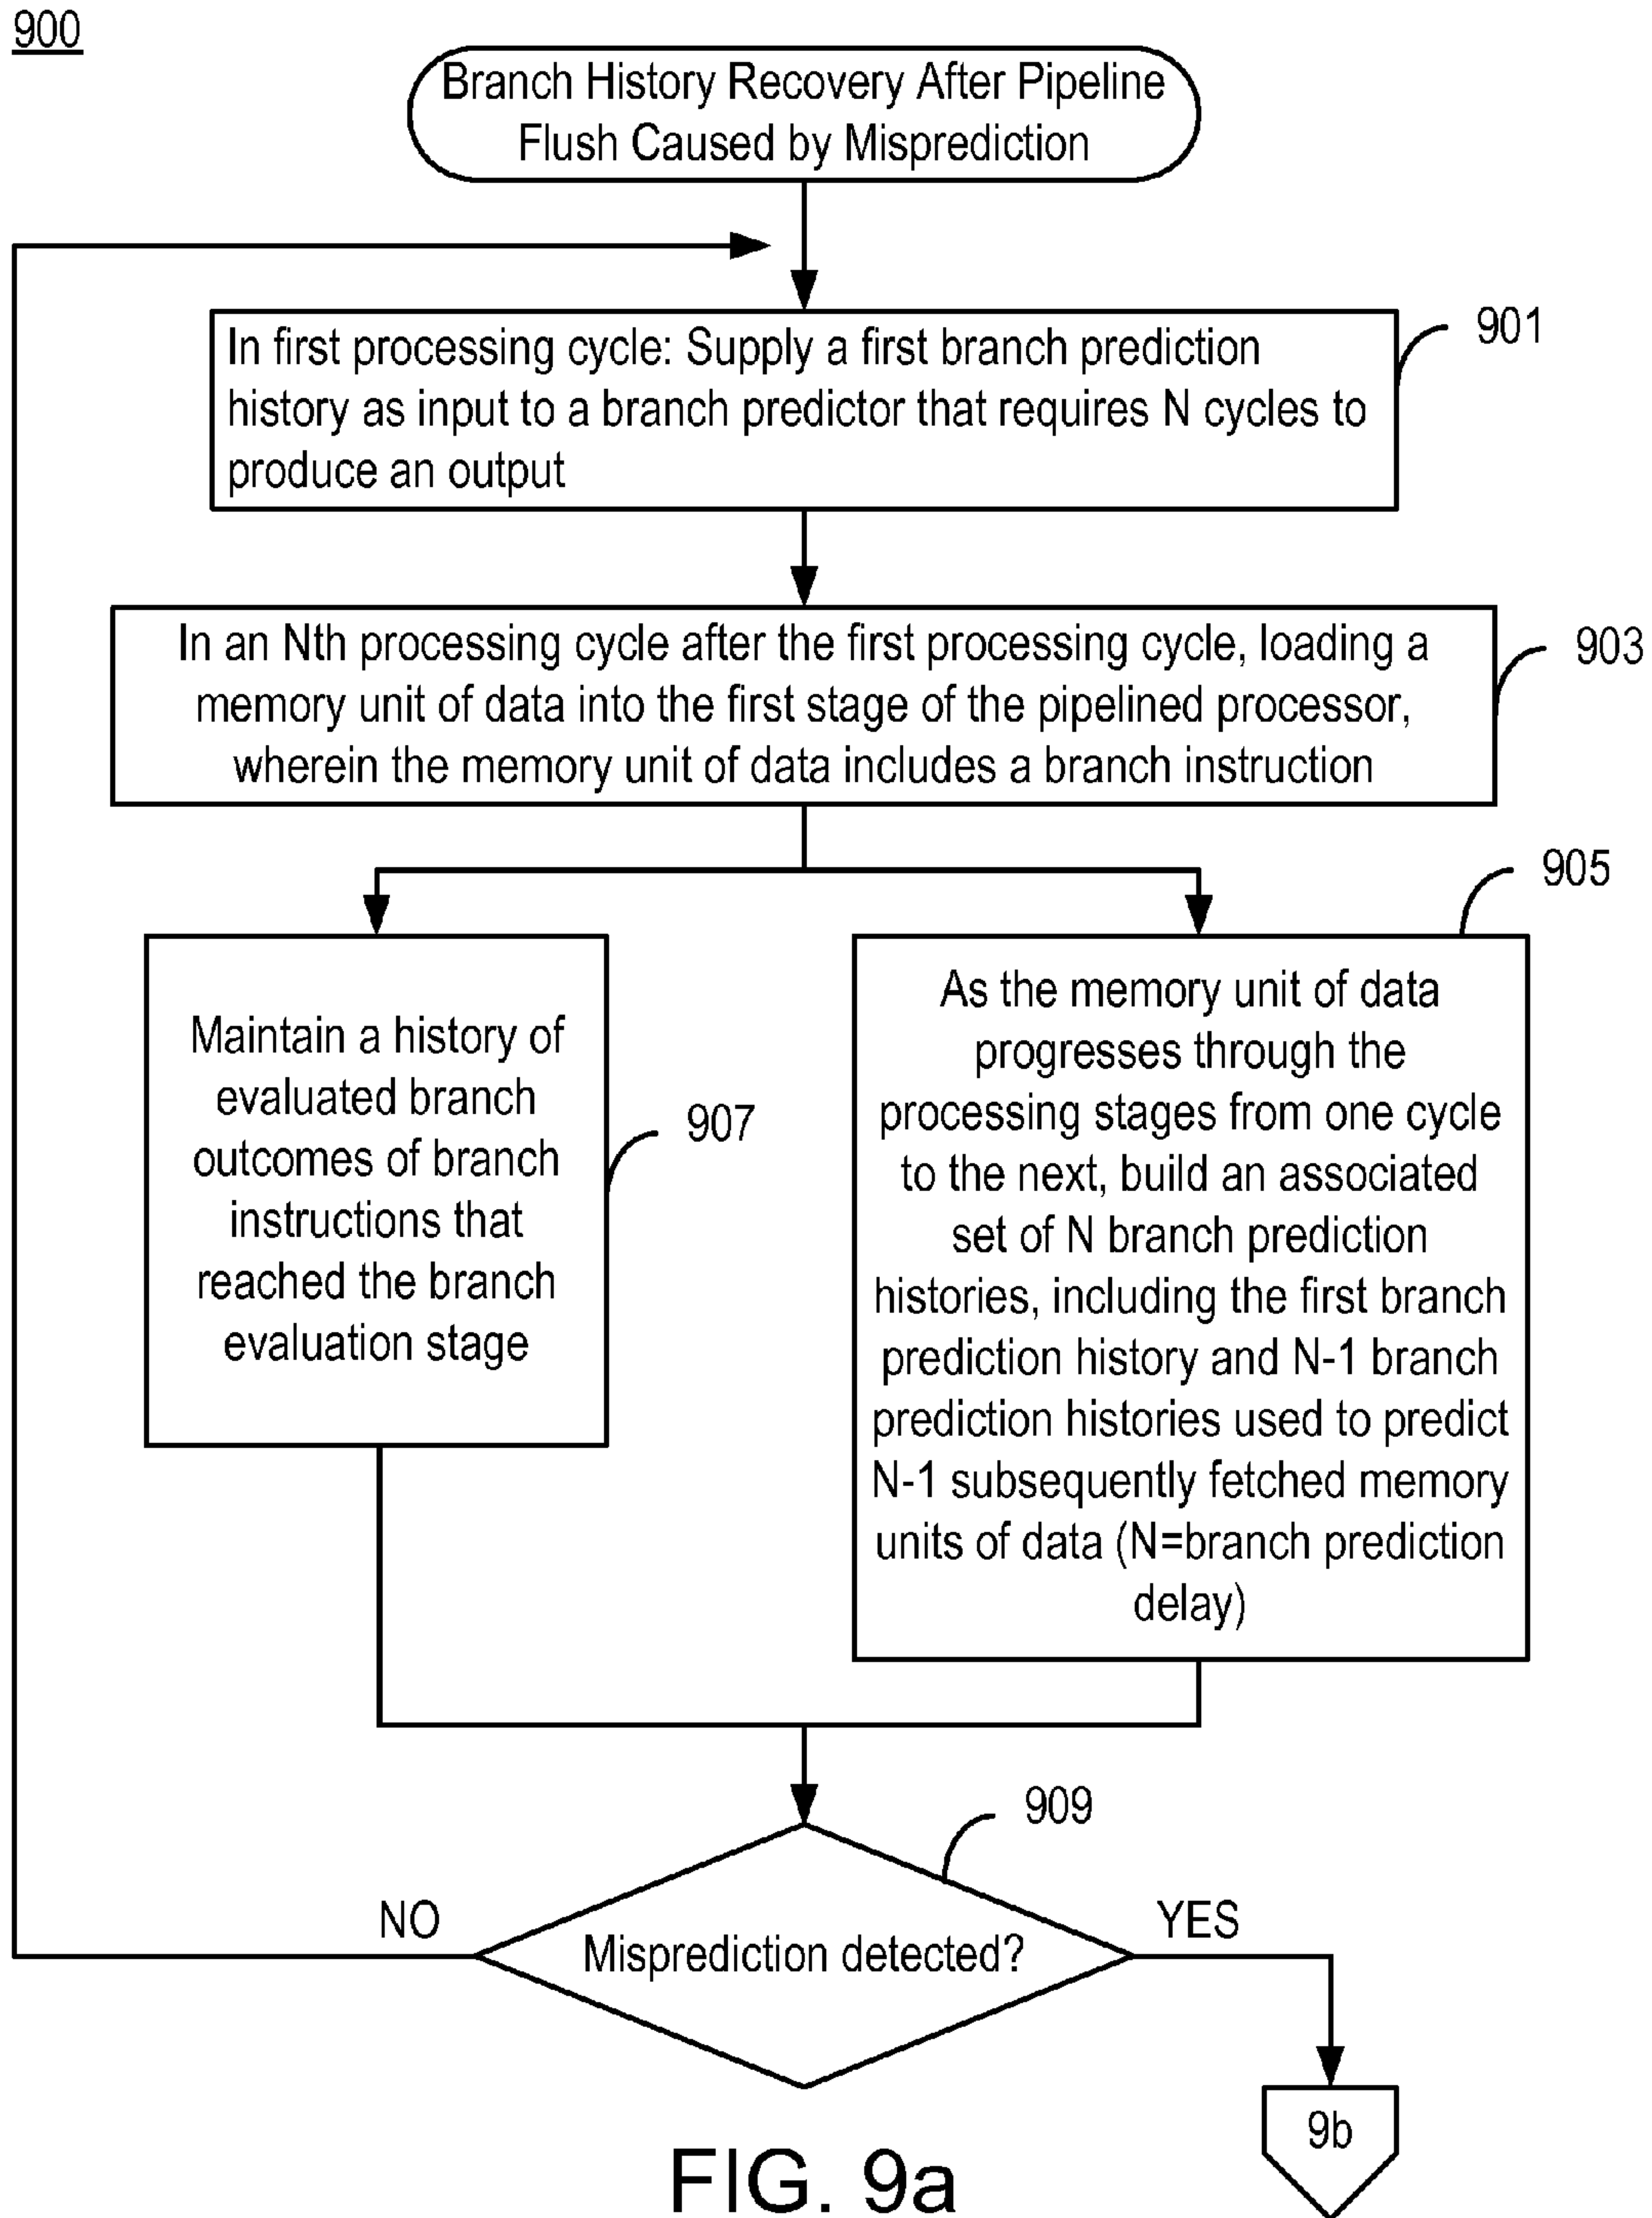 900
Branch History Recovery After Pipeline
Flush Caused by Misprediction
In first processing cycle: Supply a first branch prediction
history as input to a branch predictor that requires N cycles to
produce an output
901
In an Nth processing cycle after the first processing cycle, loading a
memory unit of data into the first stage of the pipelined processor,
wherein the memory unit of data includes a branch instruction
903
Maintain a history of
evaluated branch
outcomes of branch
instructions that
reached the branch
evaluation stage
907
905
As the memory unit of data
progresses through the
processing stages from one cycle
to the next, build an associated
set of N branch prediction
histories, including the first branch
prediction history and N-1 branch
prediction histories used to predict
N-1 subsequently fetched memory
units of data (N=branch prediction
delay)
909
NO
Misprediction detected?
YES
9b
FIG. 9a